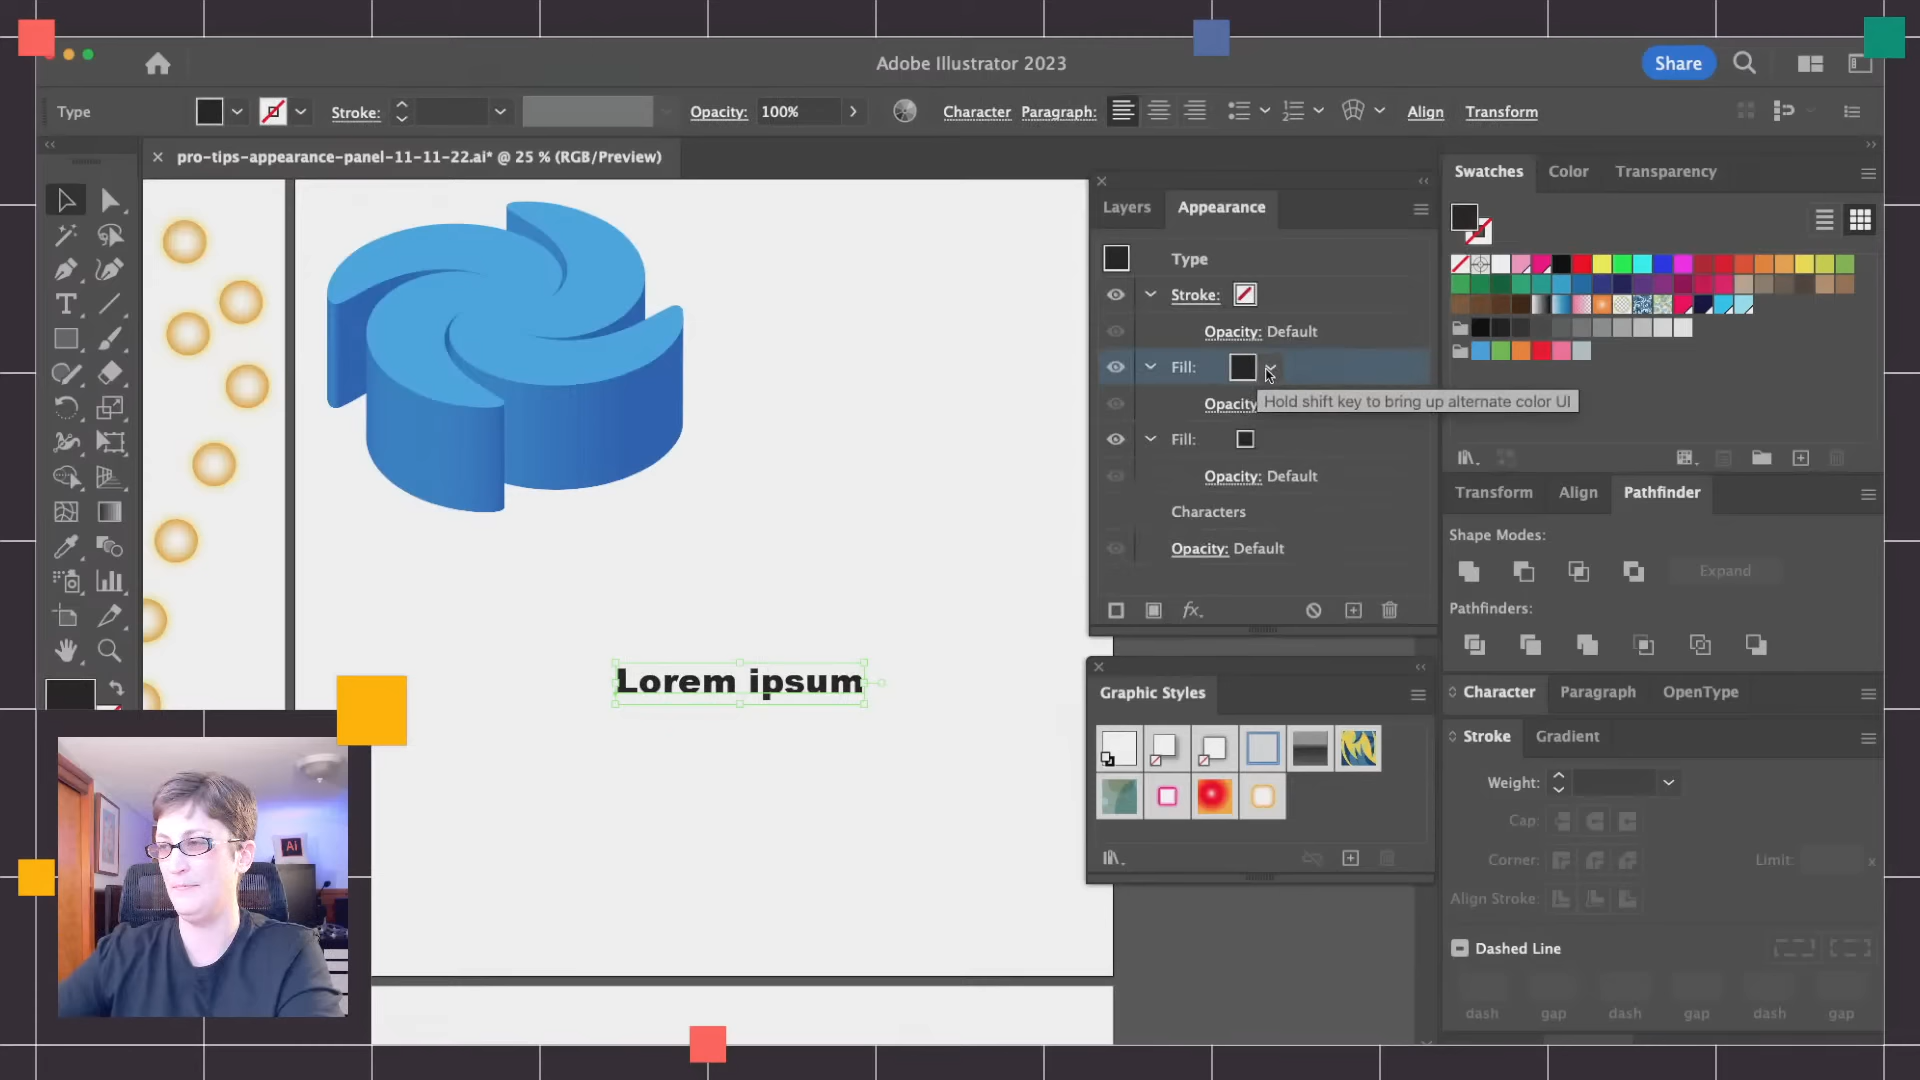 Adobe Illustrator 2023
Share
Type
Stroke:
Opacity: 100%
Character
Paragraph:
Align
Transform
pro-tips-appearance-panel-11-11-22.ai* @ 25 % (RGB/Preview)
Layers
Appearance
Type
Stroke:
Opacity: Default
Fill:
Opacity
Hold shift key to bring up alternate color UI
Fill:
Opacity: Default
Characters
Opacity: Default
fx.
Lorem ipsum
Graphic Styles
Swatches
Color
Transparency
Transform
Align
Pathfinder
Shape Modes:
Expand
Pathfinders:
Character
Paragraph
OpenType
Stroke
Gradient
Weight:
Cap:
Corner:
Limit:
x
Align Stroke:
Dashed Line
dash gap dash gap dash gap
Ai